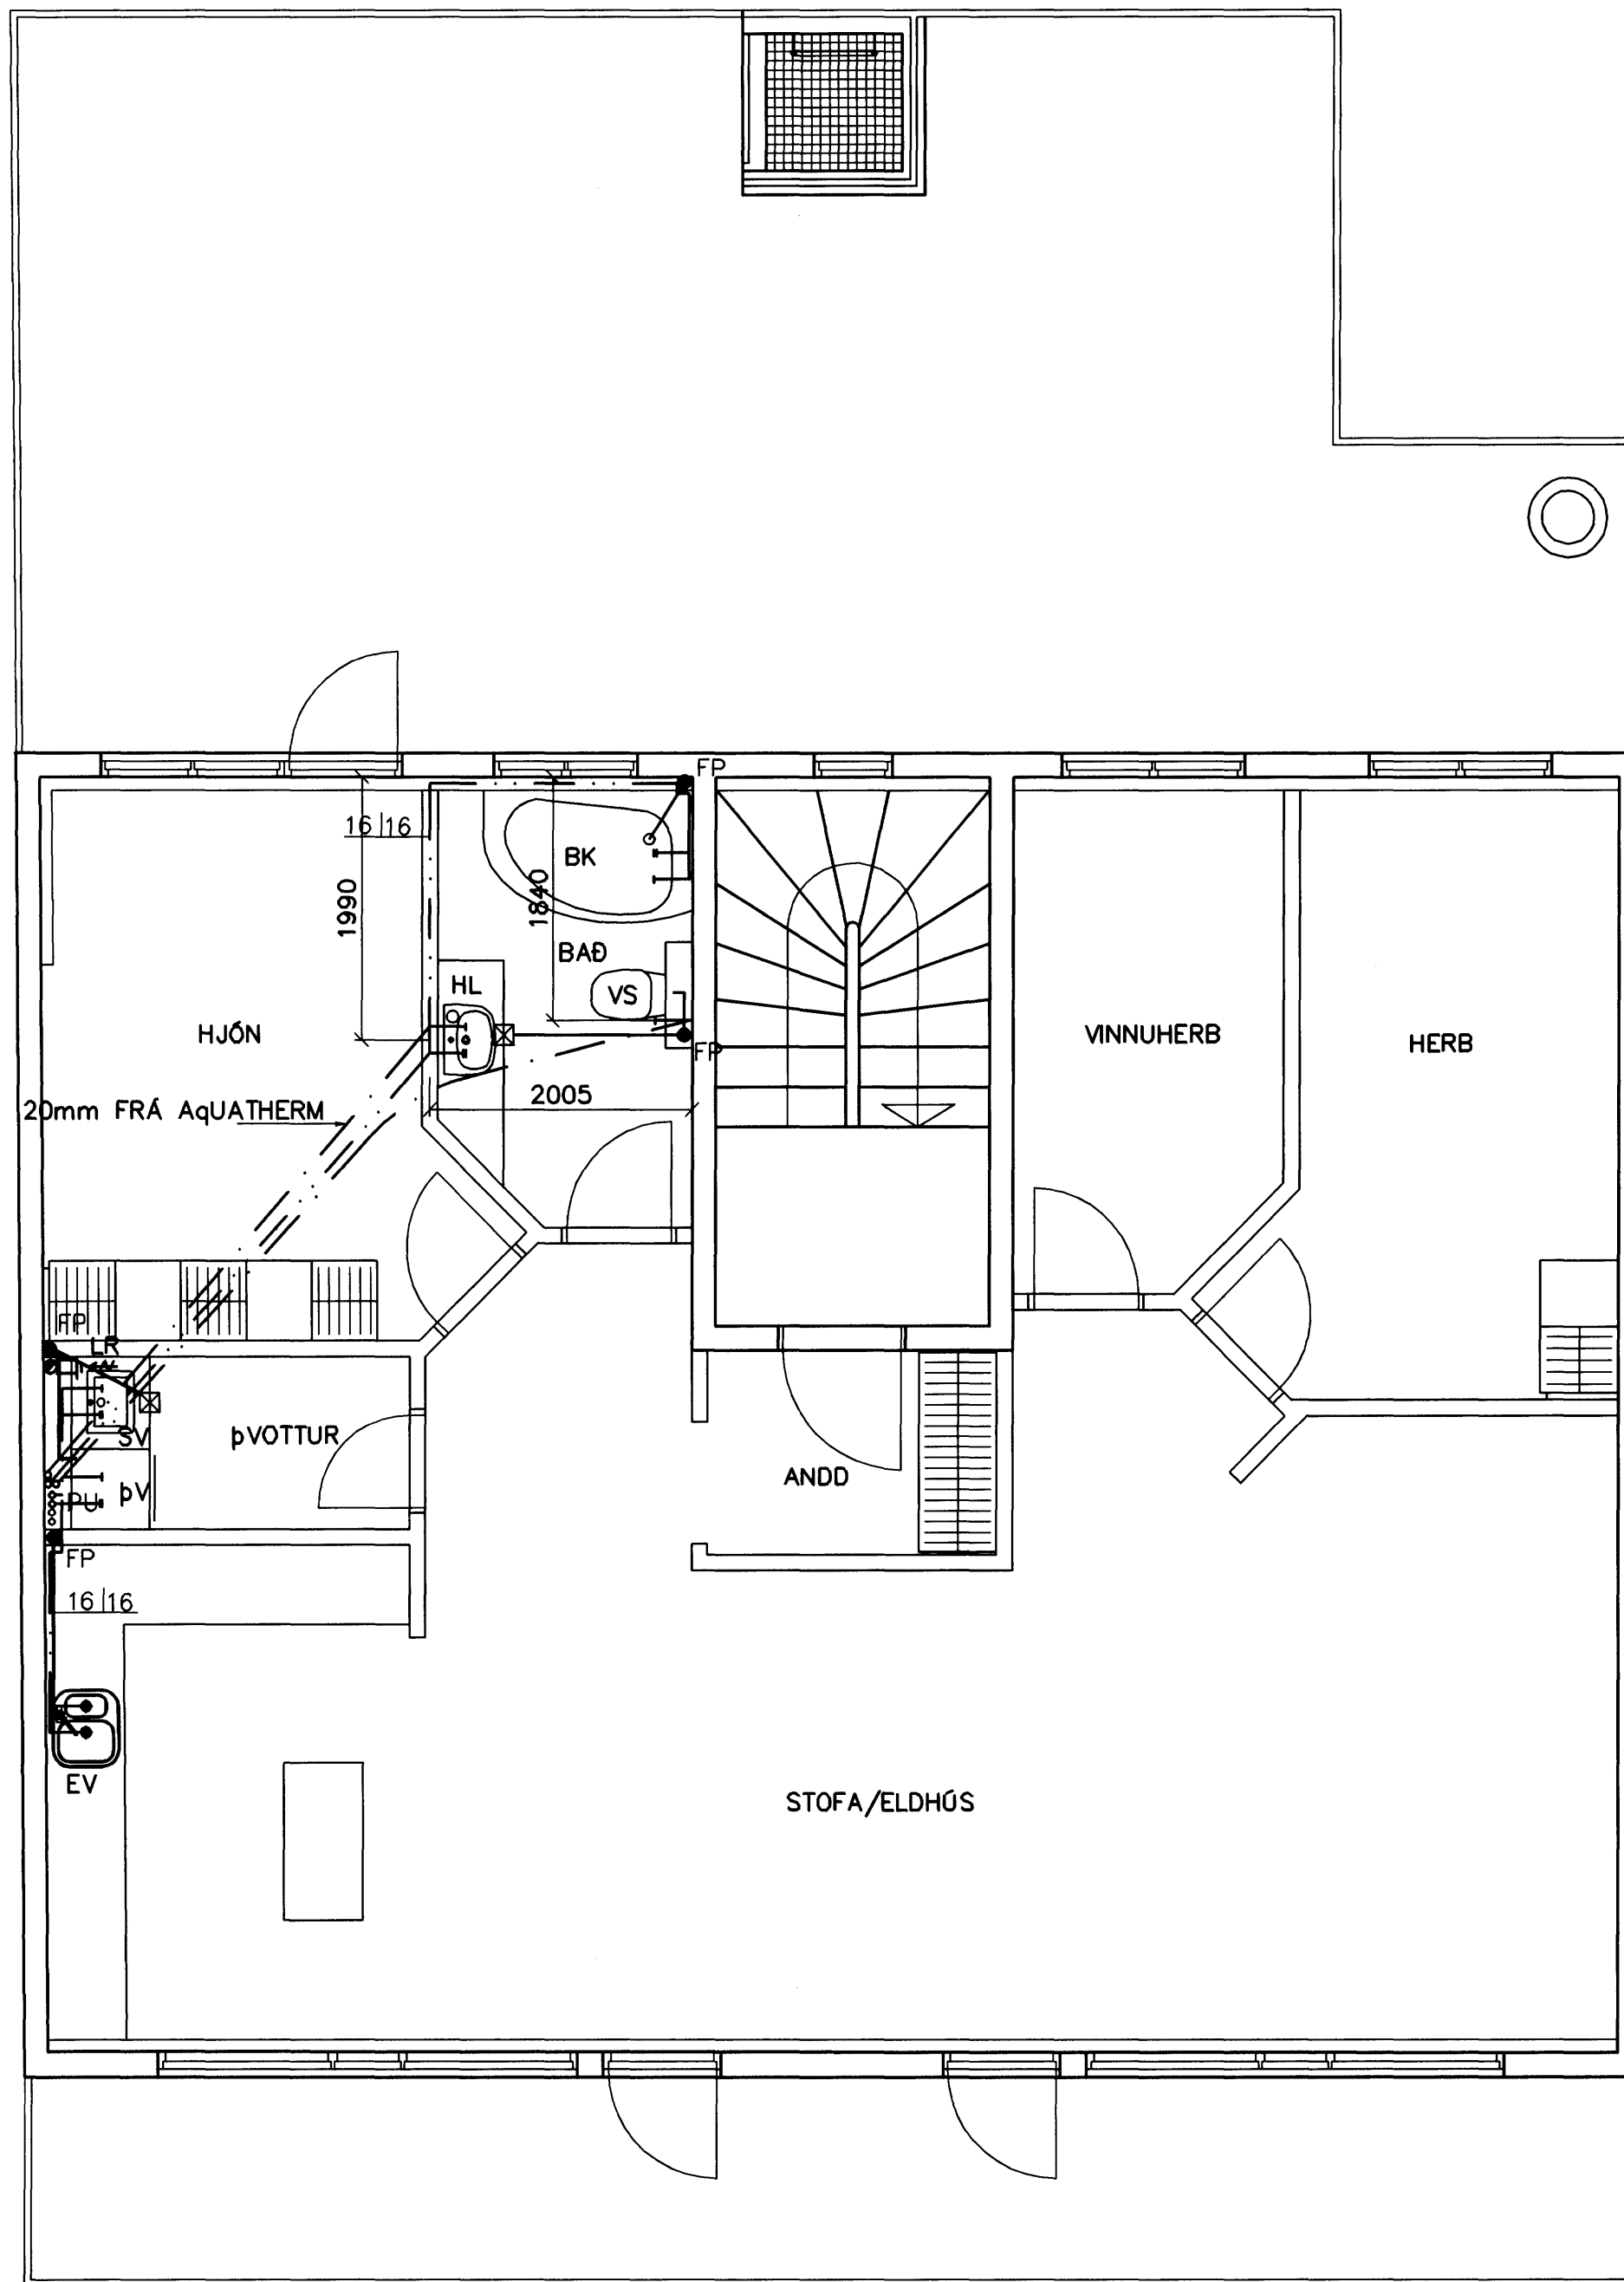 FP
16 16
BK
1990
1840
BAÐ
HL
VS
HJÓN
VINNUHERB
HERB
FP
2005
20mm FRÁ AqUATHERM
FP
LR
SV
þVOTTUR
ANDD
þV
PU
FP
16 16
EV
STOFA/ELDHÚS